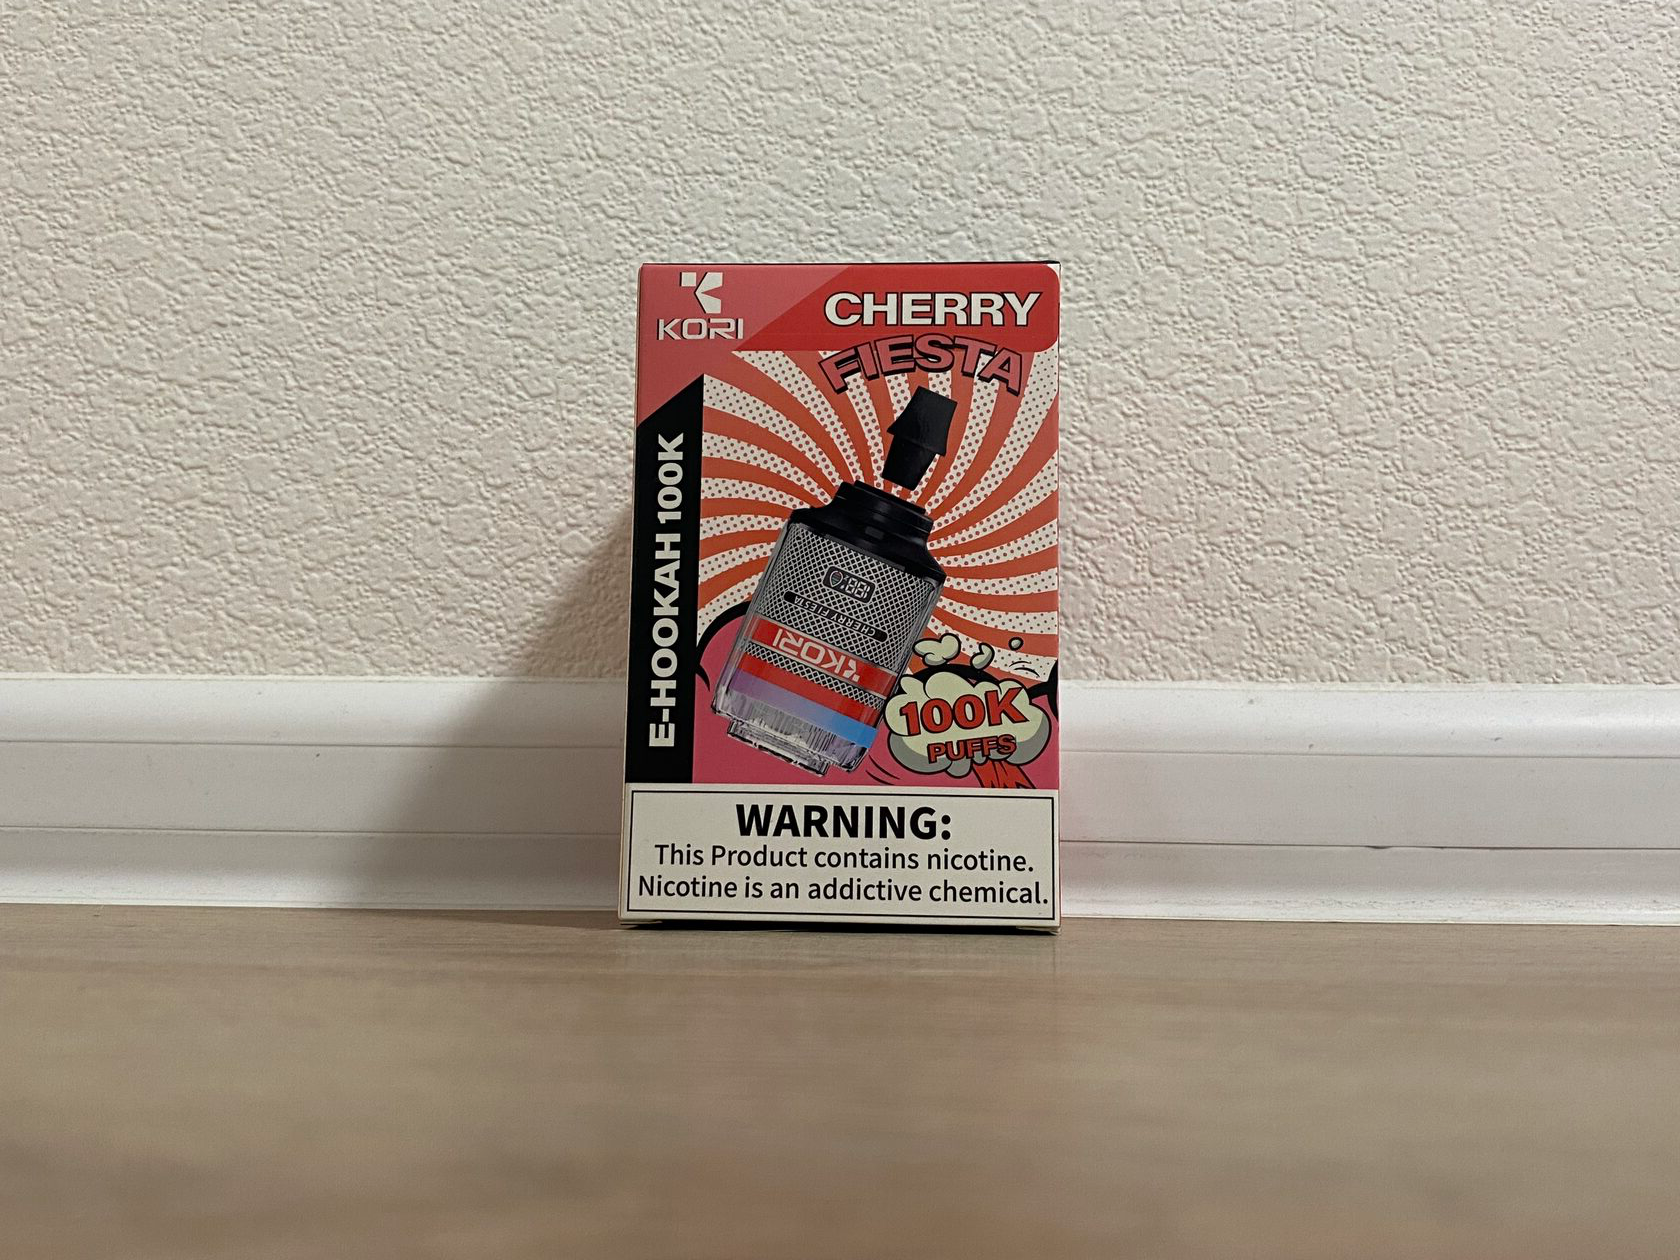 KORI
CHERRY
FIESTA
E-HOOKAH 100K
CHERRY FIESTA
KORI
100K
PUFFS
WARNING:
This Product contains nicotine.
Nicotine is an addictive chemical.